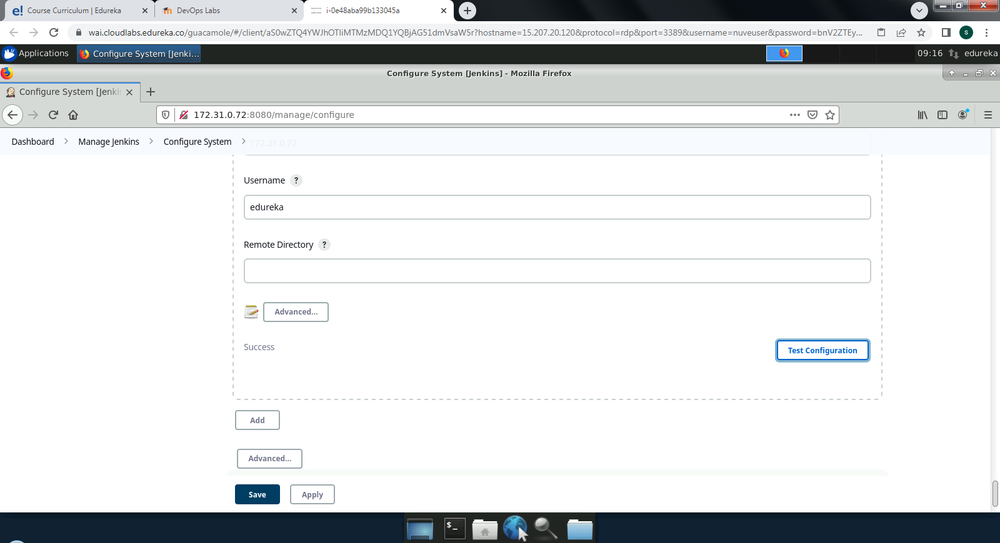 Course Curriculum | Edureka
DevOps Labs
i-0e48aba99b133045a
wai.cloudlabs.edureka.co/guacamole/#/client/aS0wZTQ4YWJhOTliMTMzMDQ1YQBjAG51dmVsaW5r?hostname=15.207.20.120&protocol=rdp&port=3389&username=nuveuser&password=bnV2ZTEy...
S
Applications
Configure System [Jenki...
09:16
edureka
Configure System [Jenkins] - Mozilla Firefox
Configure System [Jenkin
172.31.0.72:8080/manage/configure
Dashboard
Manage Jenkins
Configure System
172.31.0.72
Username ?
edureka
Remote Directory ?
Advanced...
Success
Test Configuration
Add
Advanced...
Save
Apply